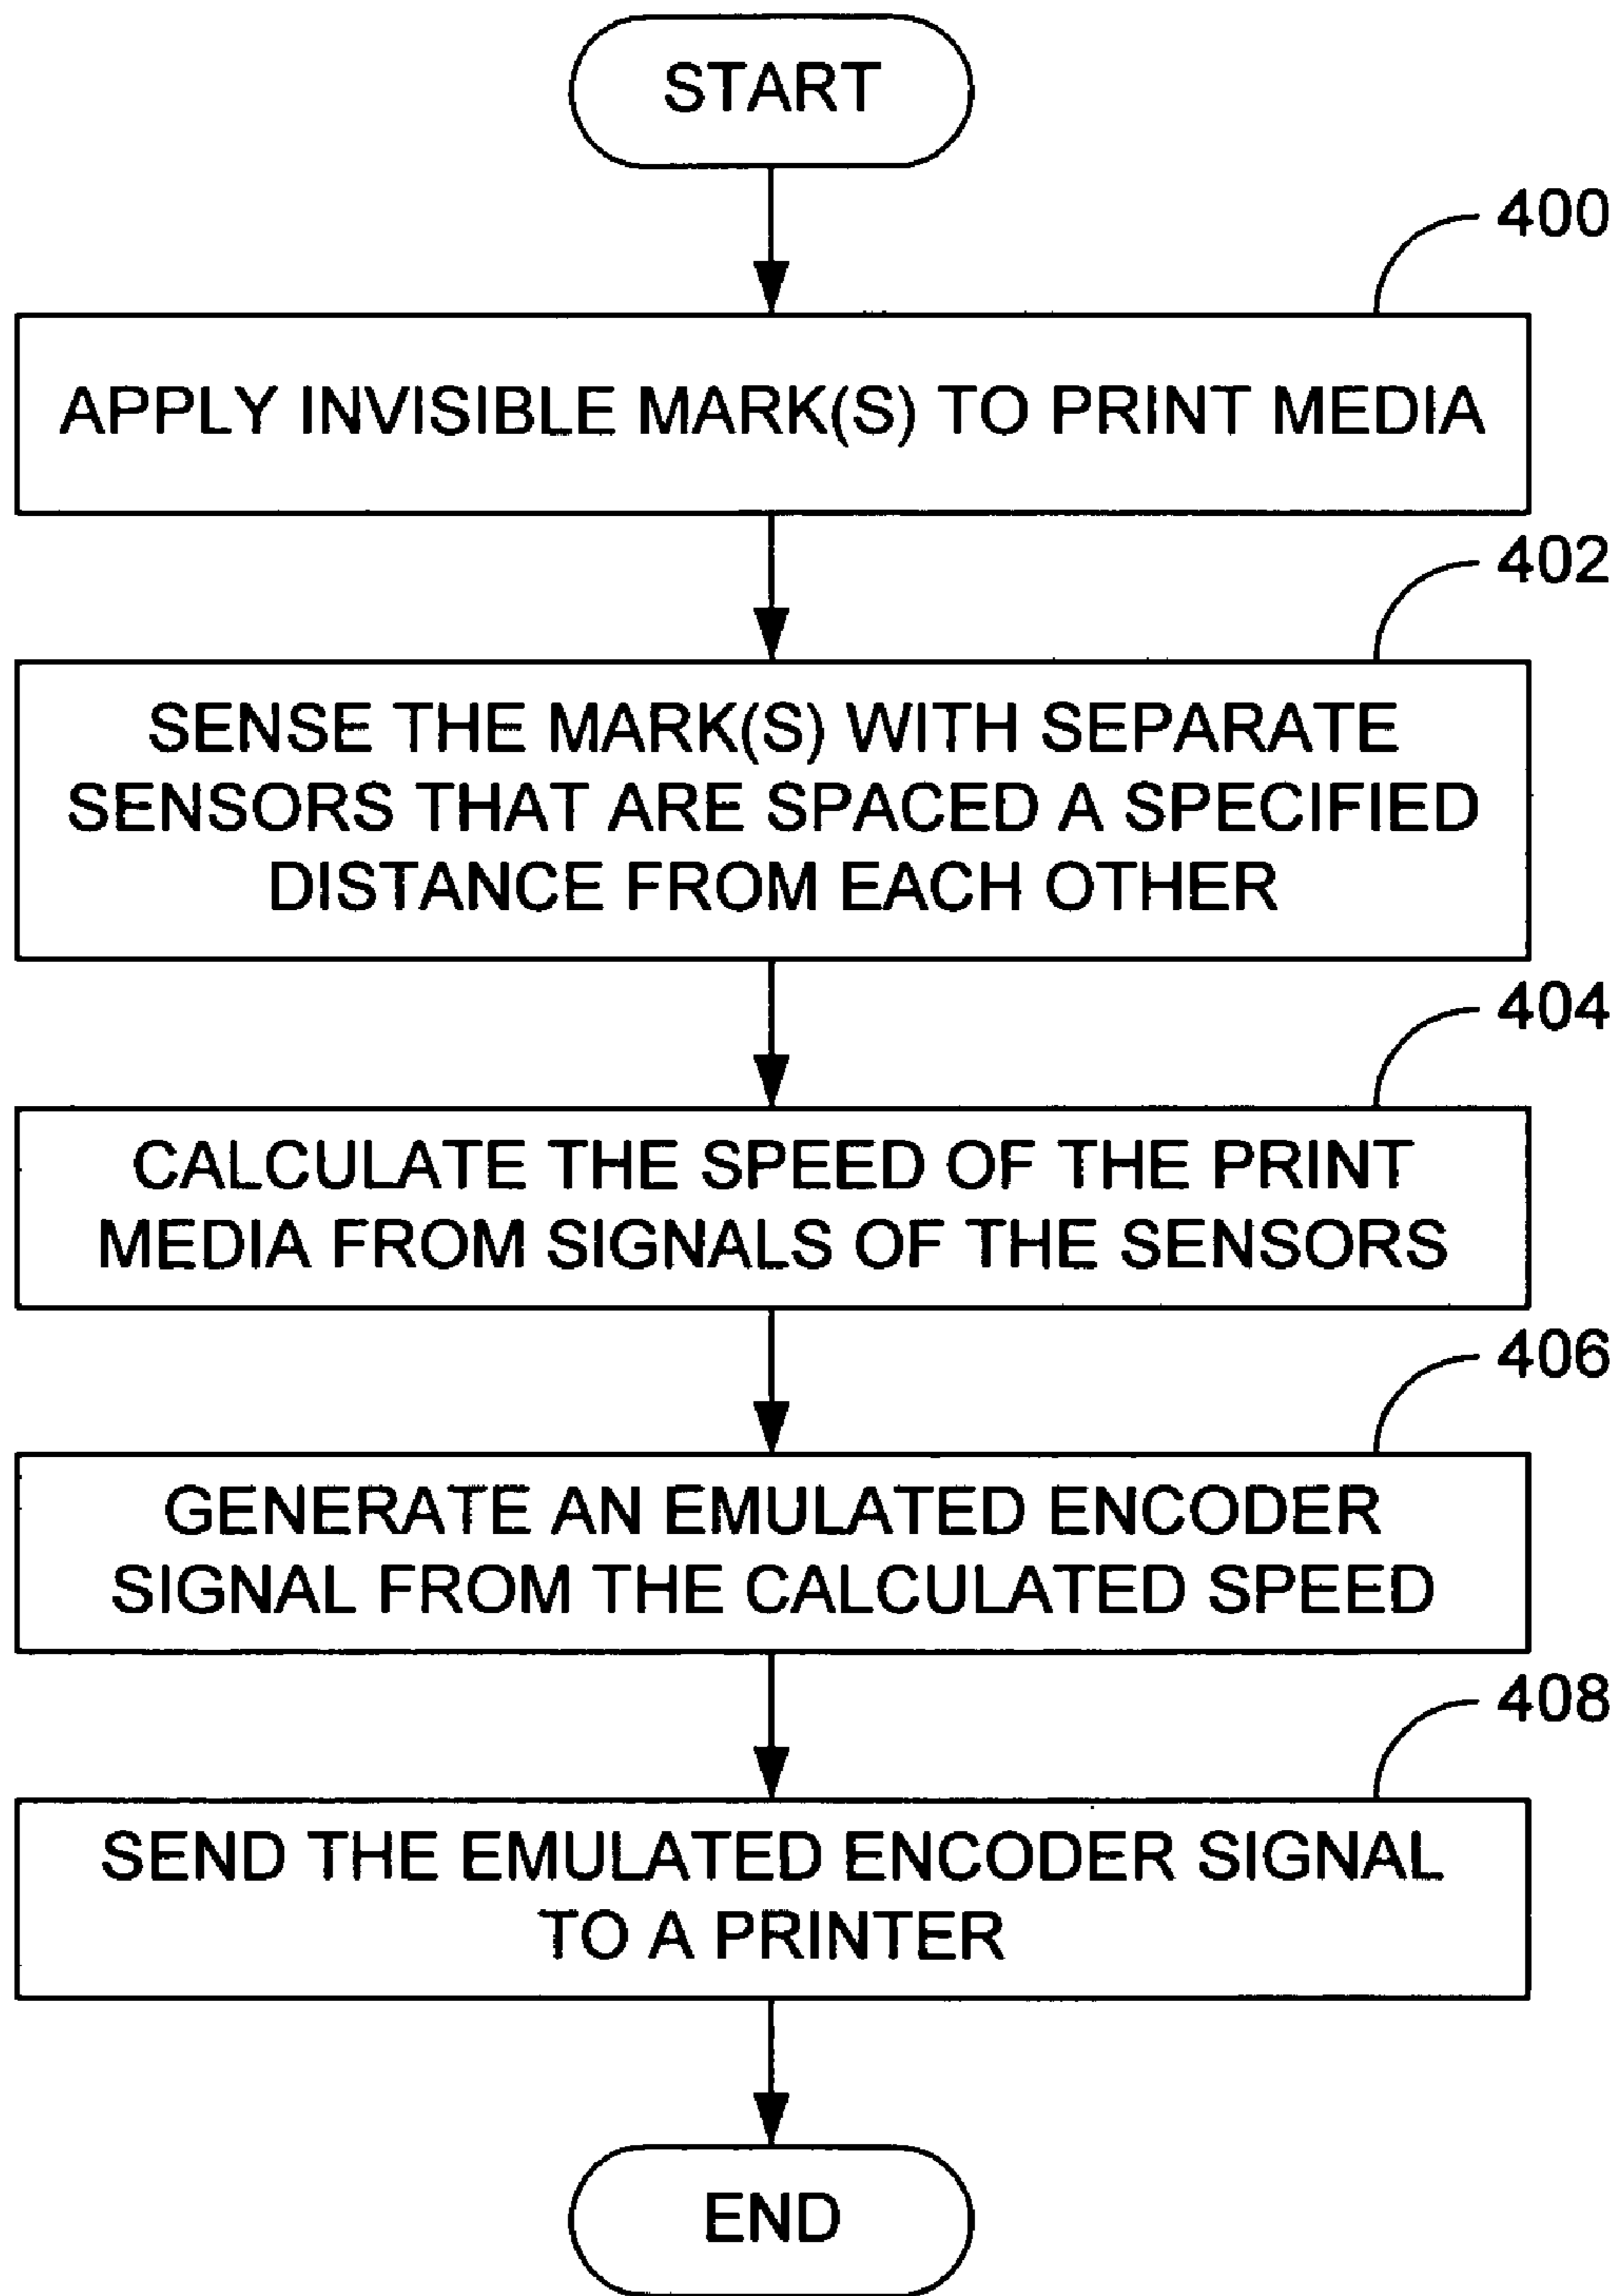 START
400
APPLY INVISIBLE MARK(S) TO PRINT MEDIA
402
SENSE THE MARK(S) WITH SEPARATE
SENSORS THAT ARE SPACED A SPECIFIED
DISTANCE FROM EACH OTHER
404
CALCULATE THE SPEED OF THE PRINT
MEDIA FROM SIGNALS OF THE SENSORS
406
GENERATE AN EMULATED ENCODER
SIGNAL FROM THE CALCULATED SPEED
408
SEND THE EMULATED ENCODER SIGNAL
TO A PRINTER
END